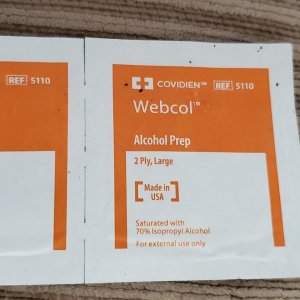 REF 5110
COVIDIEN™ REF 5110
Webcol™
Alcohol Prep
2 Ply, Large
Made in
USA
Saturated with
70% Isopropyl Alcohol
For external use only